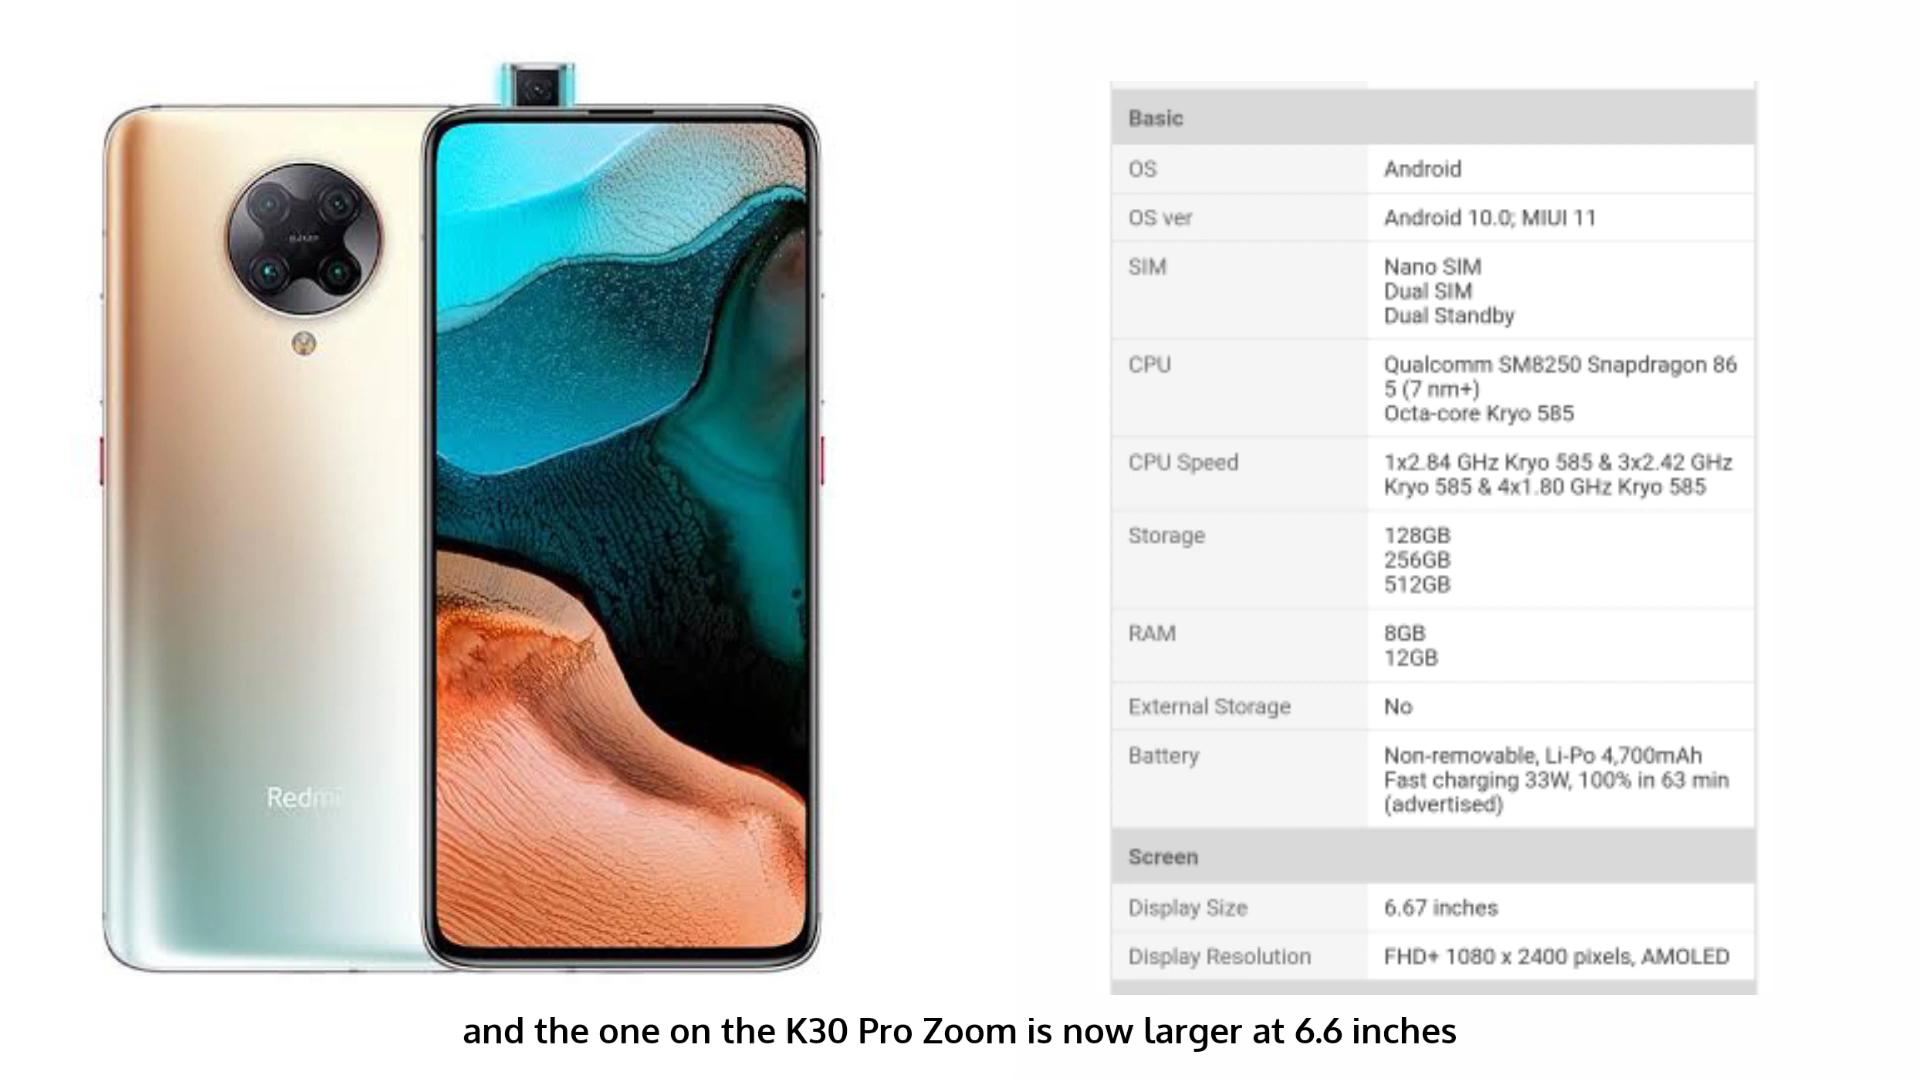 Redmi
Basic
OS Android
OS ver Android 10.0; MIUI 11
SIM Nano SIM
Dual SIM
Dual Standby
CPU Qualcomm SM8250 Snapdragon 86
5 (7 nm+)
Octa-core Kryo 585
CPU Speed 1x2.84 GHz Kryo 585 & 3x2.42 GHz
Kryo 585 & 4x1.80 GHz Kryo 585
Storage 128GB
256GB
512GB
RAM 8GB
12GB
External Storage No
Battery Non-removable, Li-Po 4,700mAh
Fast charging 33W, 100% in 63 min
(advertised)
Screen
Display Size 6.67 inches
Display Resolution FHD+ 1080 x 2400 pixels, AMOLED
and the one on the K30 Pro Zoom is now larger at 6.6 inches